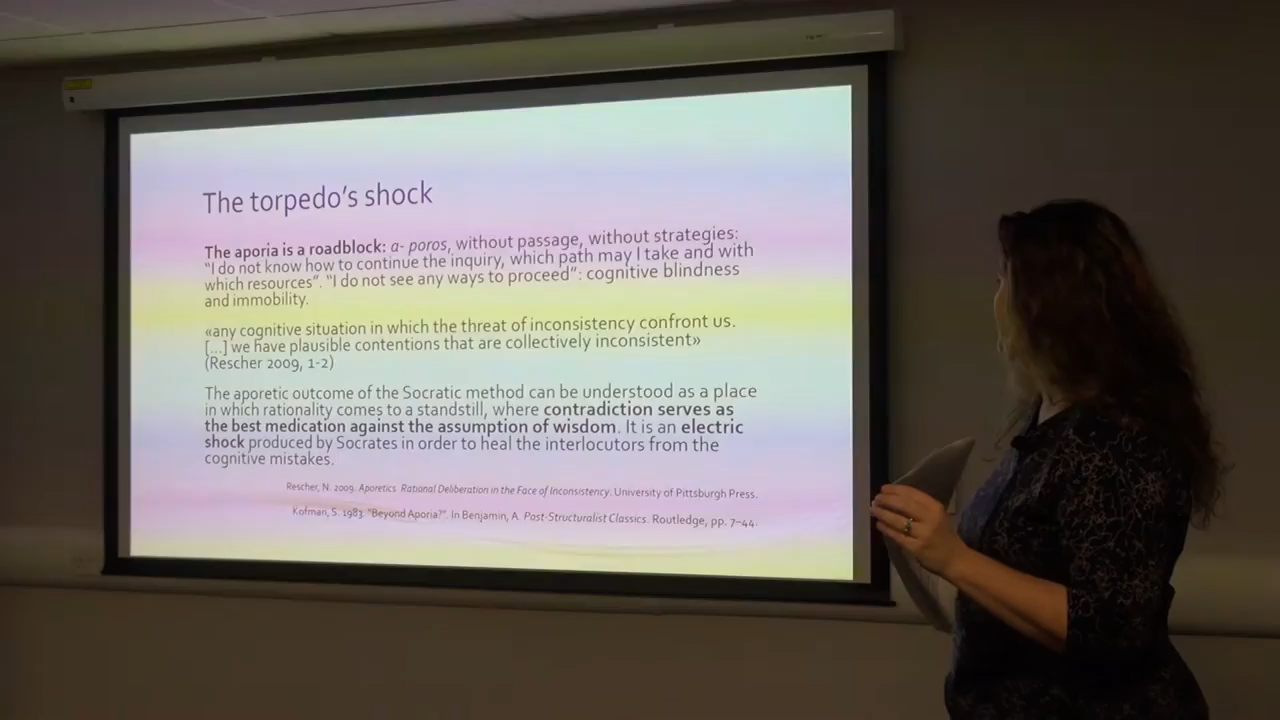 The torpedo's shock
The aporia is a roadblock: a- poros, without passage, without strategies:
"I do not know how to continue the inquiry, which path may I take and with
which resources". "I do not see any ways to proceed": cognitive blindness
and immobility.
«any cognitive situation in which the threat of inconsistency confront us.
[...] we have plausible contentions that are collectively inconsistent»
(Rescher 2009, 1-2)
The aporetic outcome of the Socratic method can be understood as a place
in which rationality comes to a standstill, where contradiction serves as
the best medication against the assumption of wisdom. It is an electric
shock produced by Socrates in order to heal the interlocutors from the
cognitive mistakes.
Rescher, N. 2009. Aporetics Rational Deliberation in the Face of Inconsistency. University of Pittsburgh Press.
Kofman, S. 1983. "Beyond Aporia?". In Benjamin, A. Post-Structuralist Classics. Routledge, pp. 7–44.